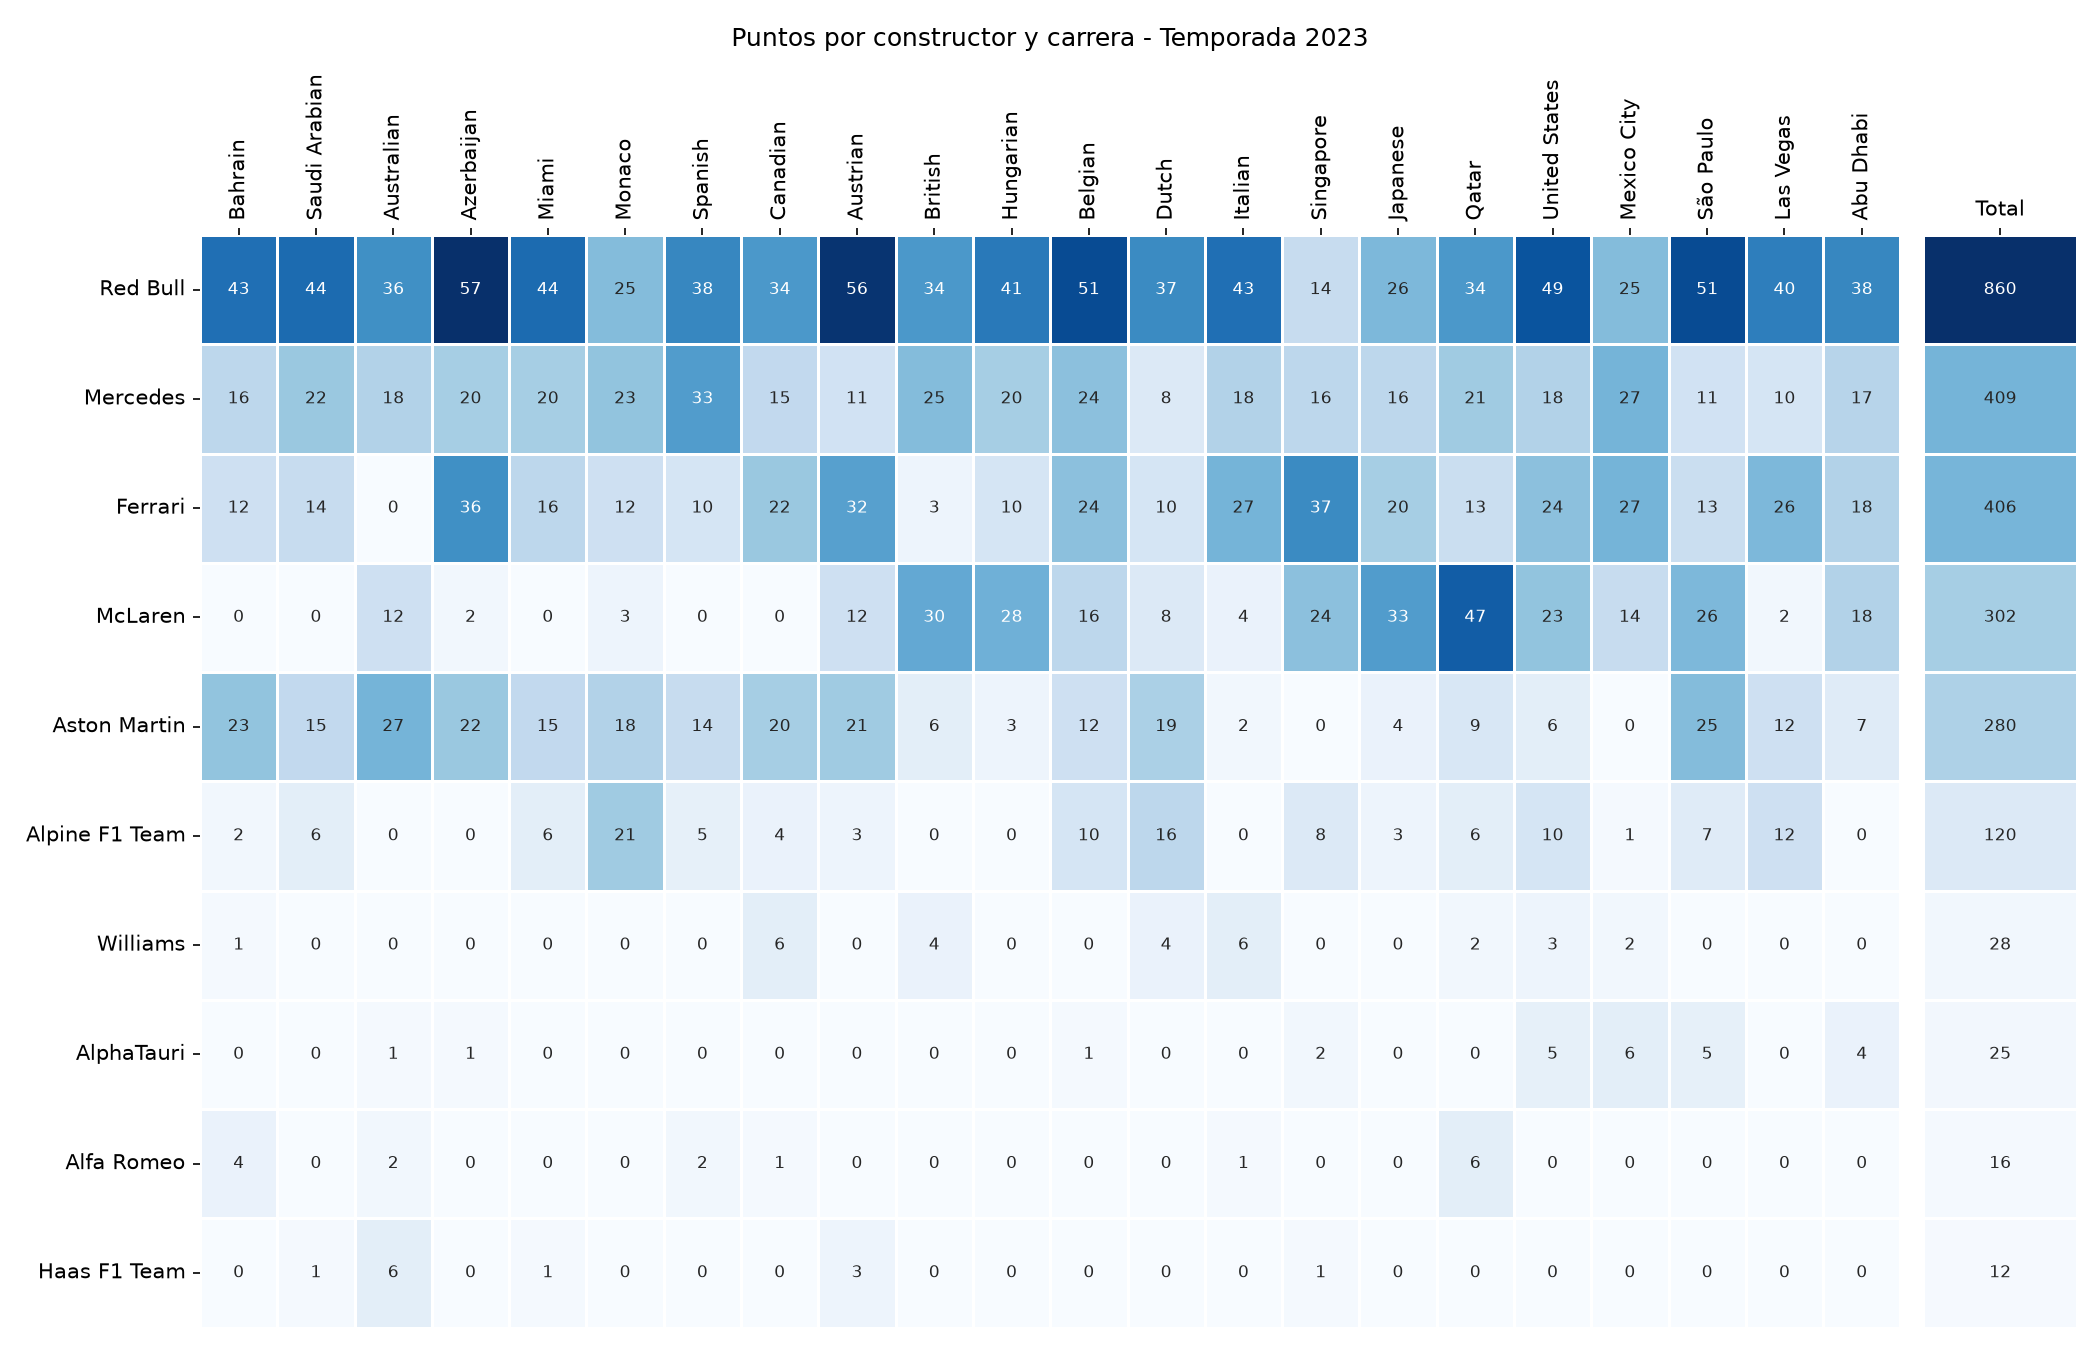 Puntos por constructor y carrera - Temporada 2023
Bahrain Saudi Arabian Australian Azerbaijan Miami Monaco Spanish Canadian Austrian British Hungarian Belgian Dutch Italian Singapore Japanese Qatar United States Mexico City São Paulo Las Vegas Abu Dhabi Total
Red Bull 43 44 36 57 44 25 38 34 56 34 41 51 37 43 14 26 34 49 25 51 40 38 860
Mercedes 16 22 18 20 20 23 33 15 11 25 20 24 8 18 16 16 21 18 27 11 10 17 409
Ferrari 12 14 0 36 16 12 10 22 32 3 10 24 10 27 37 20 13 24 27 13 26 18 406
McLaren 0 0 12 2 0 3 0 0 12 30 28 16 8 4 24 33 47 23 14 26 2 18 302
Aston Martin 23 15 27 22 15 18 14 20 21 6 3 12 19 2 0 4 9 6 0 25 12 7 280
Alpine F1 Team 2 6 0 0 6 21 5 4 3 0 0 10 16 0 8 3 6 10 1 7 12 0 120
Williams 1 0 0 0 0 0 0 6 0 4 0 0 4 6 0 0 2 3 2 0 0 0 28
AlphaTauri 0 0 1 1 0 0 0 0 0 0 0 1 0 0 2 0 0 5 6 5 0 4 25
Alfa Romeo 4 0 2 0 0 0 2 1 0 0 0 0 0 1 0 0 6 0 0 0 0 0 16
Haas F1 Team 0 1 6 0 1 0 0 0 3 0 0 0 0 0 1 0 0 0 0 0 0 0 12